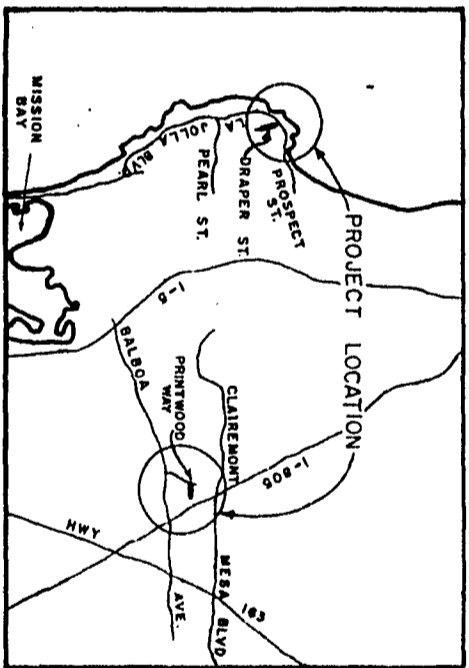 PROJECT LOCATION
PROSPECT
ST.
DRAPER ST.
LA
JOLLA
BLVD.
PEARL ST.
MISSION
BAY
I-5
BALBOA
AVE.
PRINTWOOD
WAY
CLAIREMONT
MESA BLVD
I-805
HWY
163